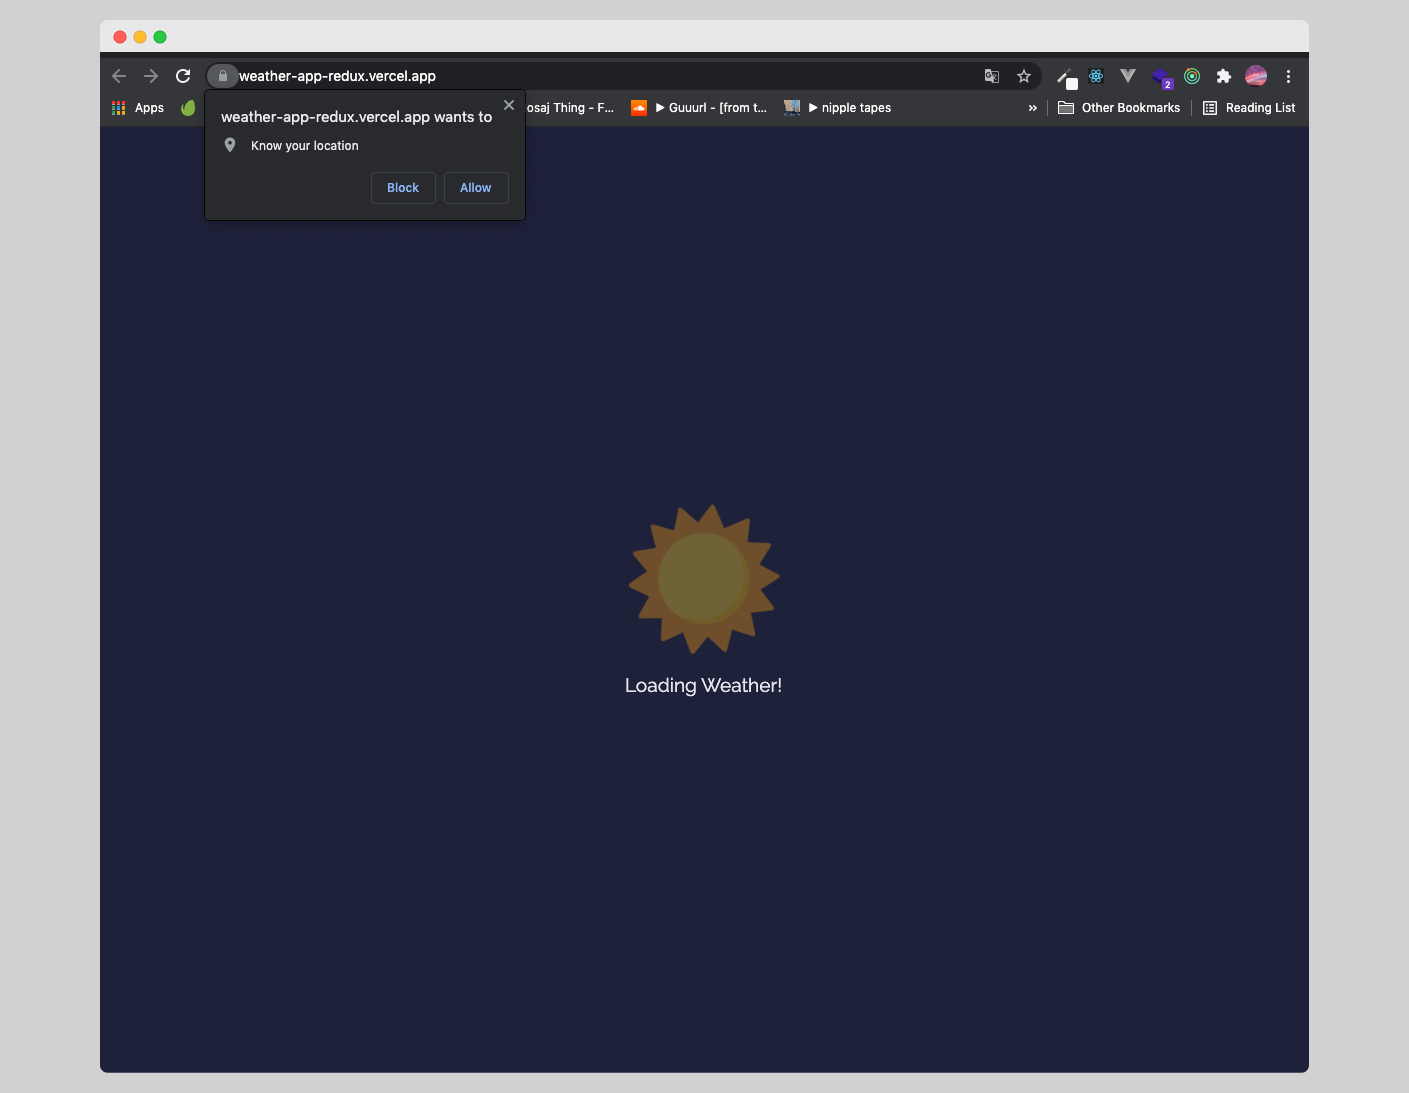 weather-app-redux.vercel.app
2
Apps
osaj Thing - F...
▶ Guuurl - [from t...
▶ nipple tapes
»
Other Bookmarks
Reading List
weather-app-redux.vercel.app wants to
Know your location
Block
Allow
Loading Weather!